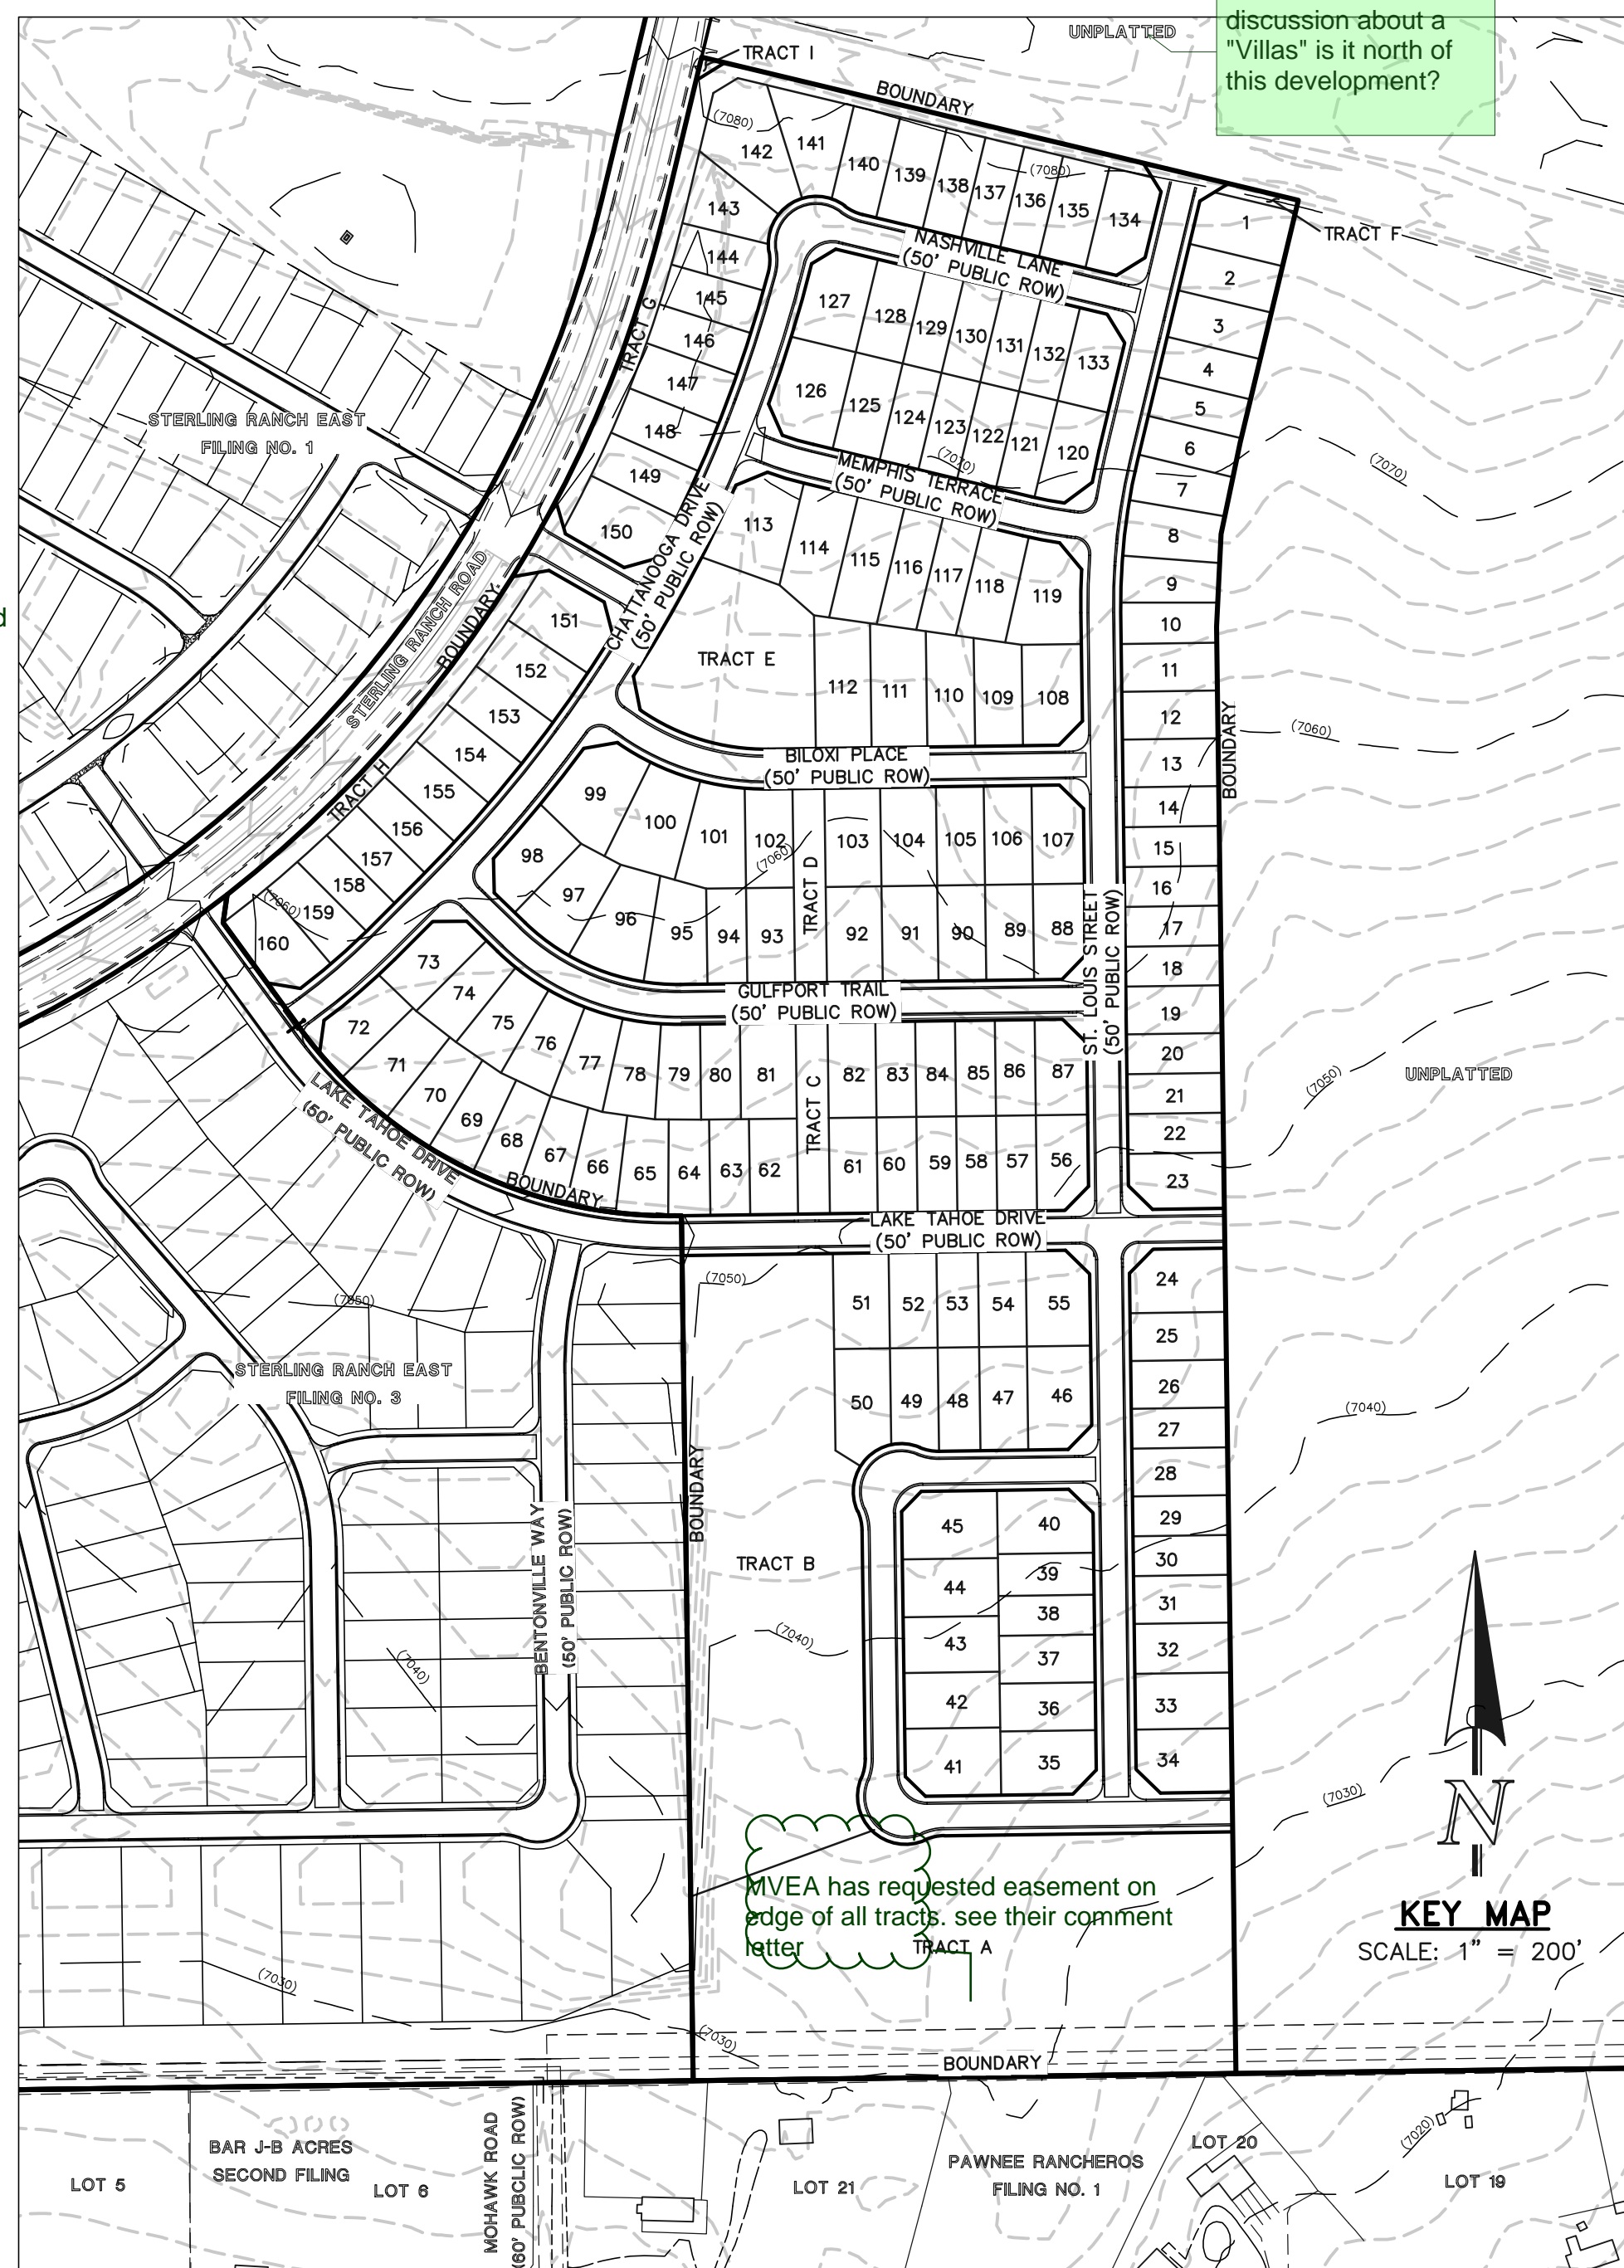 discussion about a
"Villas" is it north of
this development?
UNPLATTED
TRACT I
BOUNDARY
(7080)
142
141
140
139
138
137
136
135
134
(7080)
1
TRACT F
143
144
145
146
147
148
149
150
TRACT G
NASHVILLE LANE
(50' PUBLIC ROW)
2
3
4
5
6
7
8
9
10
11
12
13
14
15
16
17
18
19
20
21
22
23
127
128
129
130
131
132
133
126
125
124
123
122
121
120
(7070)
MEMPHIS TERRACE
(50' PUBLIC ROW)
(7070)
STERLING RANCH EAST
FILING NO. 1
CHATTANOOGA DRIVE
(50' PUBLIC ROW)
113
114
115
116
117
118
119
d
STERLING RANCH ROAD
BOUNDARY
151
152
153
154
155
156
157
158
159
160
(7060)
TRACT H
TRACT E
112
111
110
109
108
BOUNDARY
(7060)
BILOXI PLACE
(50' PUBLIC ROW)
99
100
101
102
TRACT D
103
104
105
106
107
(7060)
98
97
96
95
94
93
92
91
90
89
88
ST. LOUIS STREET
(50' PUBLIC ROW)
GULFPORT TRAIL
(50' PUBLIC ROW)
73
74
75
76
77
78
79
80
81
TRACT C
82
83
84
85
86
87
72
71
70
69
68
67
66
65
64
63
62
61
60
59
58
57
56
(7050)
UNPLATTED
LAKE TAHOE DRIVE
(50' PUBLIC ROW)
BOUNDARY
LAKE TAHOE DRIVE
(50' PUBLIC ROW)
(7050)
(7050)
51
52
53
54
55
24
25
26
27
28
29
30
31
32
33
34
50
49
48
47
46
STERLING RANCH EAST
FILING NO. 3
(7040)
BOUNDARY
BENTONVILLE WAY
(50' PUBLIC ROW)
TRACT B
45
40
44
39
38
43
37
42
36
41
35
(7040)
(7040)
(7030)
N
KEY MAP
SCALE: 1" = 200'
MVEA has requested easement on
edge of all tracts. see their comment
letter
TRACT A
(7030)
(7030)
BOUNDARY
(7020)
LOT 5
BAR J-B ACRES
SECOND FILING
LOT 6
MOHAWK ROAD
(60' PUBCLIC ROW)
LOT 21
PAWNEE RANCHEROS
FILING NO. 1
LOT 20
LOT 19